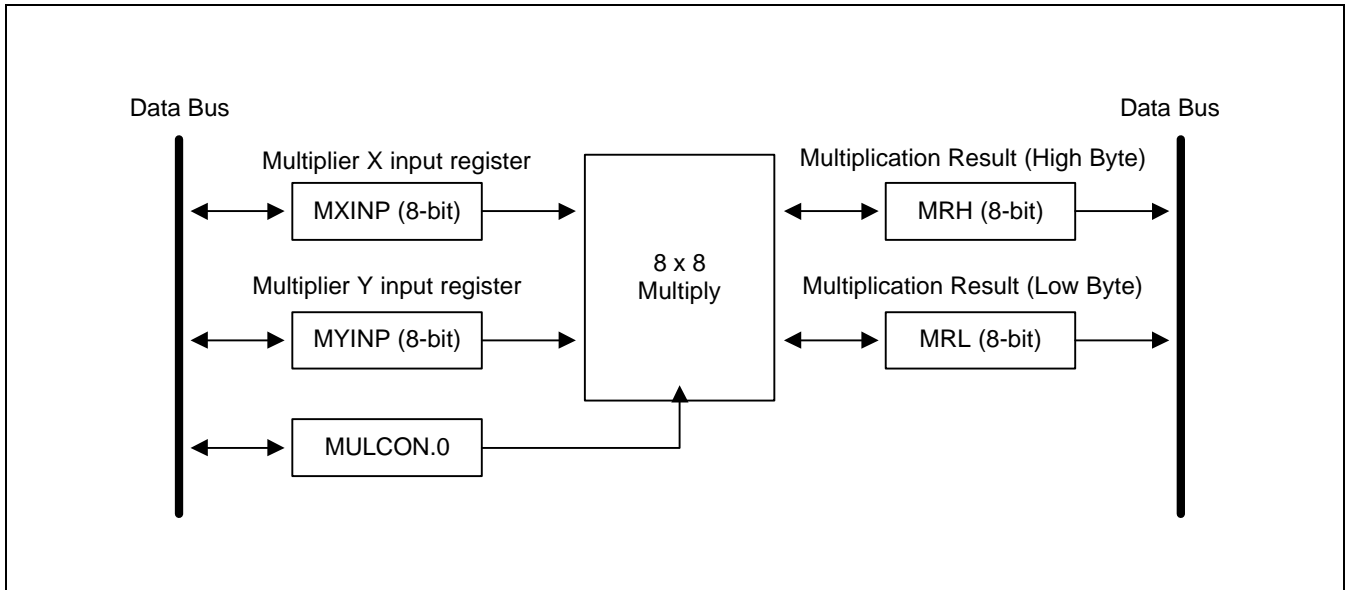 Data Bus
Data Bus
Multiplier X input register
Multiplication Result (High Byte)
MXINP (8-bit)
MRH (8-bit)
8 x 8
Multiply
Multiplier Y input register
Multiplication Result (Low Byte)
MYINP (8-bit)
MRL (8-bit)
MULCON.0